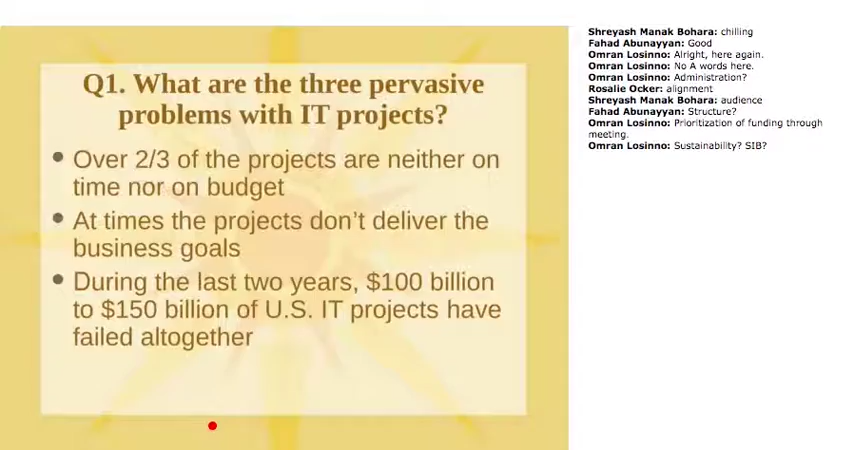 Q1. What are the three pervasive
problems with IT projects?
• Over 2/3 of the projects are neither on
time nor on budget
• At times the projects don't deliver the
business goals
• During the last two years, $100 billion
to $150 billion of U.S. IT projects have
failed altogether
Shreyash Manak Bohara: chilling
Fahad Abunayyan: Good
Omran Losinno: Alright, here again.
Omran Losinno: No A words here.
Omran Losinno: Administration?
Rosalie Ocker: alignment
Shreyash Manak Bohara: audience
Fahad Abunayyan: Structure?
Omran Losinno: Prioritization of funding through
meeting.
Omran Losinno: Sustainability? SIB?